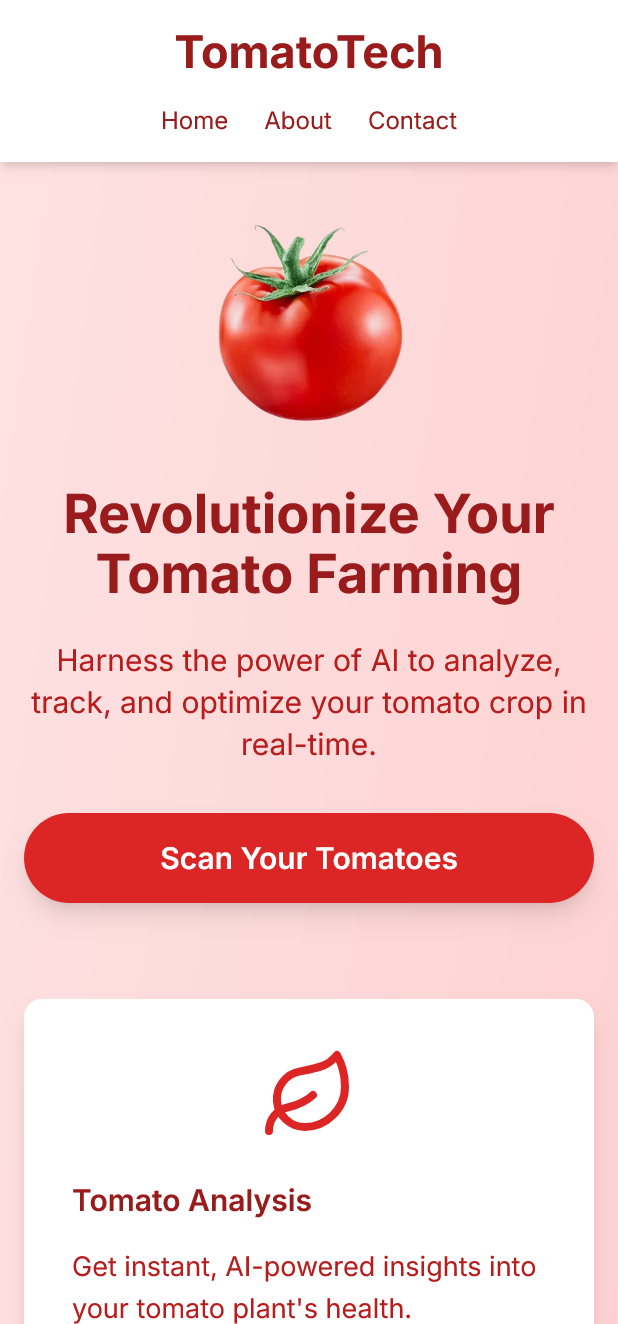 TomatoTech
Home About Contact
Revolutionize Your
Tomato Farming
Harness the power of AI to analyze,
track, and optimize your tomato crop in
real-time.
Scan Your Tomatoes
Tomato Analysis
Get instant, AI-powered insights into
your tomato plant's health.